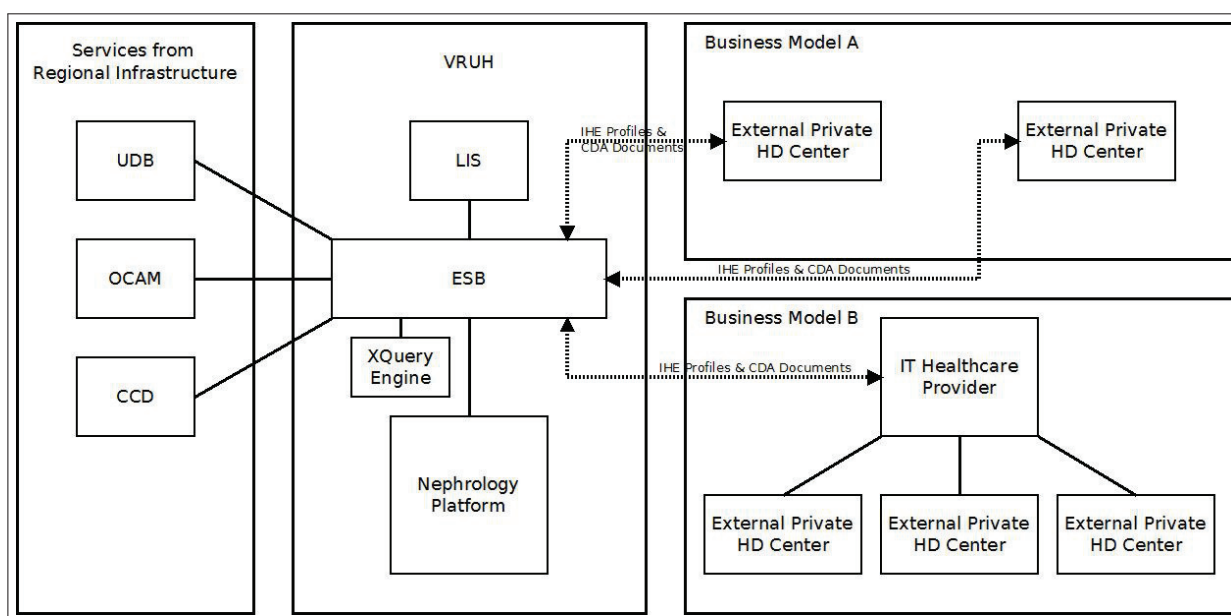 Services from
Regional Infrastructure
UDB
OCAM
CCD
VRUH
LIS
ESB
XQuery
Engine
Nephrology
Platform
Business Model A
IHE Profiles &
CDA Documents
External Private
HD Center
External Private
HD Center
IHE Profiles & CDA Documents
Business Model B
IHE Profiles & CDA Documents
IT Healthcare
Provider
External Private
HD Center
External Private
HD Center
External Private
HD Center